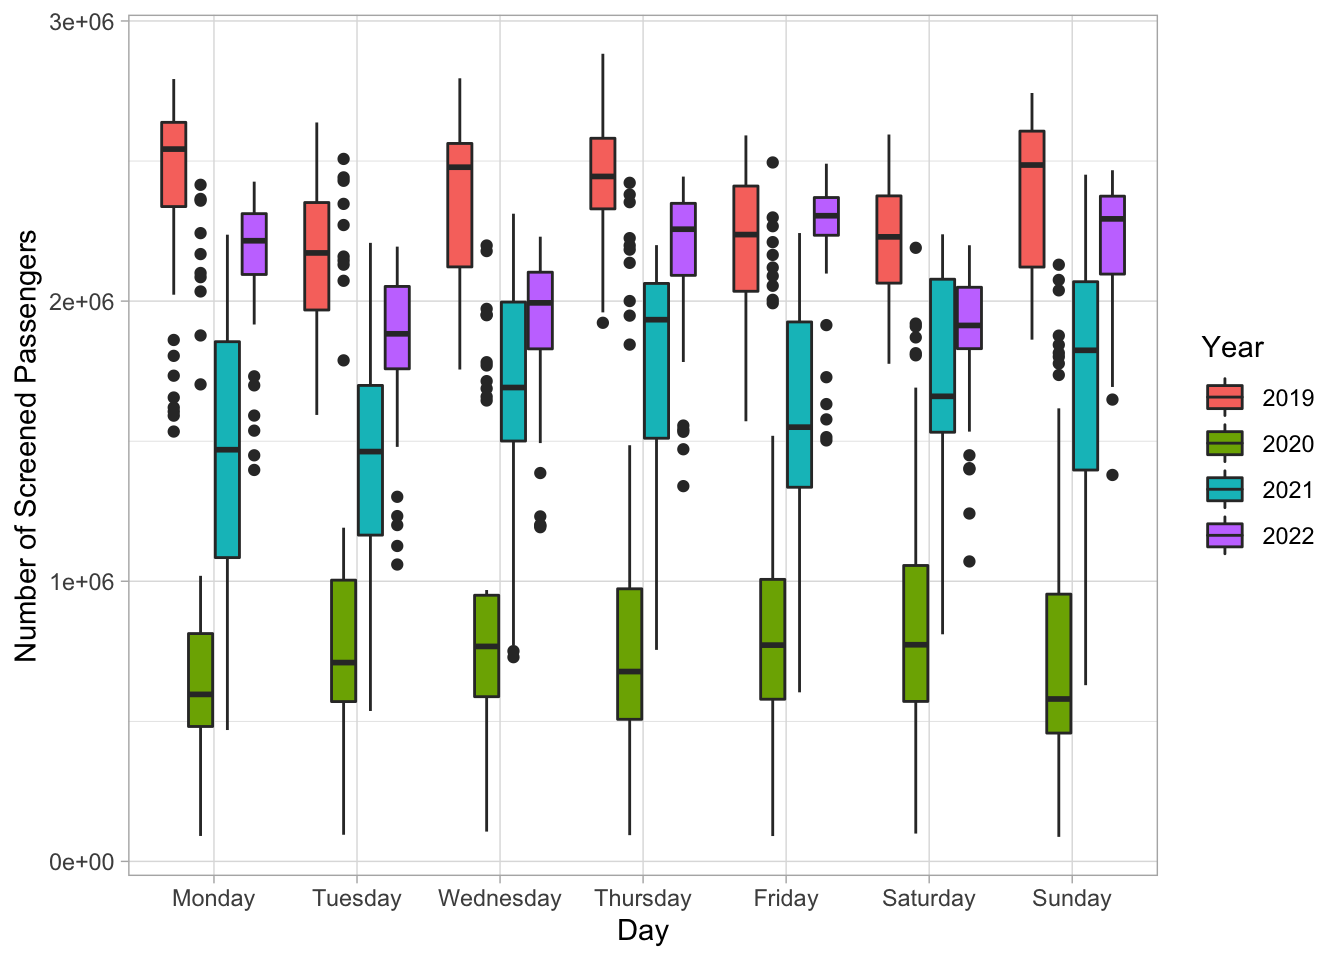 Number of Screened Passengers
3e+06
2e+06
1e+06
0e+00
Monday Tuesday Wednesday Thursday Friday Saturday Sunday
Day
Year
2019
2020
2021
2022